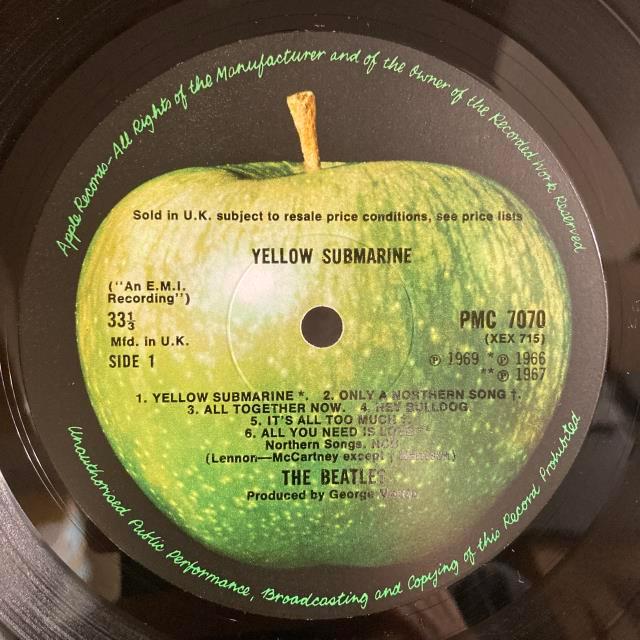 Apple Records-All Rights of the Manufacturer and of the Owner of the Recorded Work Reserved
Sold in U.K. subject to resale price conditions, see price lists
YELLOW SUBMARINE
("An E.M.I.
Recording")
33⅓
Mfd. in U.K.
SIDE 1
PMC 7070
(XEX 715)
℗ 1969 * ℗ 1966
** ℗ 1967
1. YELLOW SUBMARINE *. 2. ONLY A NORTHERN SONG †.
3. ALL TOGETHER NOW. 4. HEY BULLDOG.
5. IT'S ALL TOO MUCH
6. ALL YOU NEED IS LOVE
Northern Songs,
(Lennon—McCartney except
THE BEATLES
Produced by George Martin
Unauthorised Public Performance, Broadcasting and Copying of this Record Prohibited